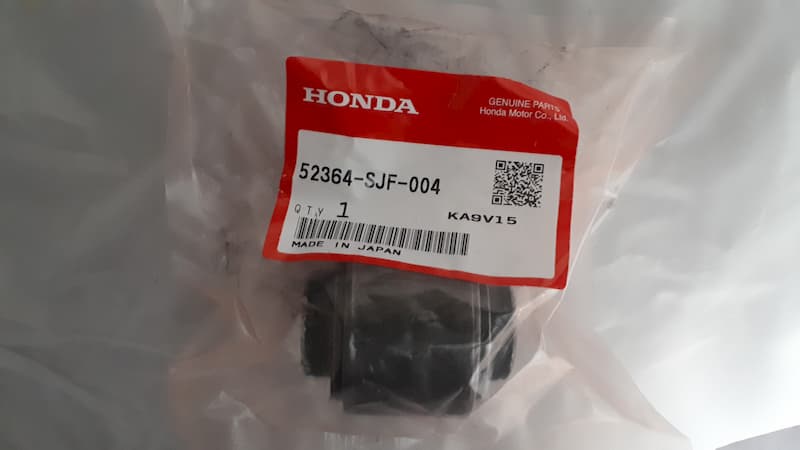 HONDA
GENUINE PARTS
Honda Motor Co., Ltd.
52364-SJF-004
QTY 1
KA9V15
MADE IN JAPAN